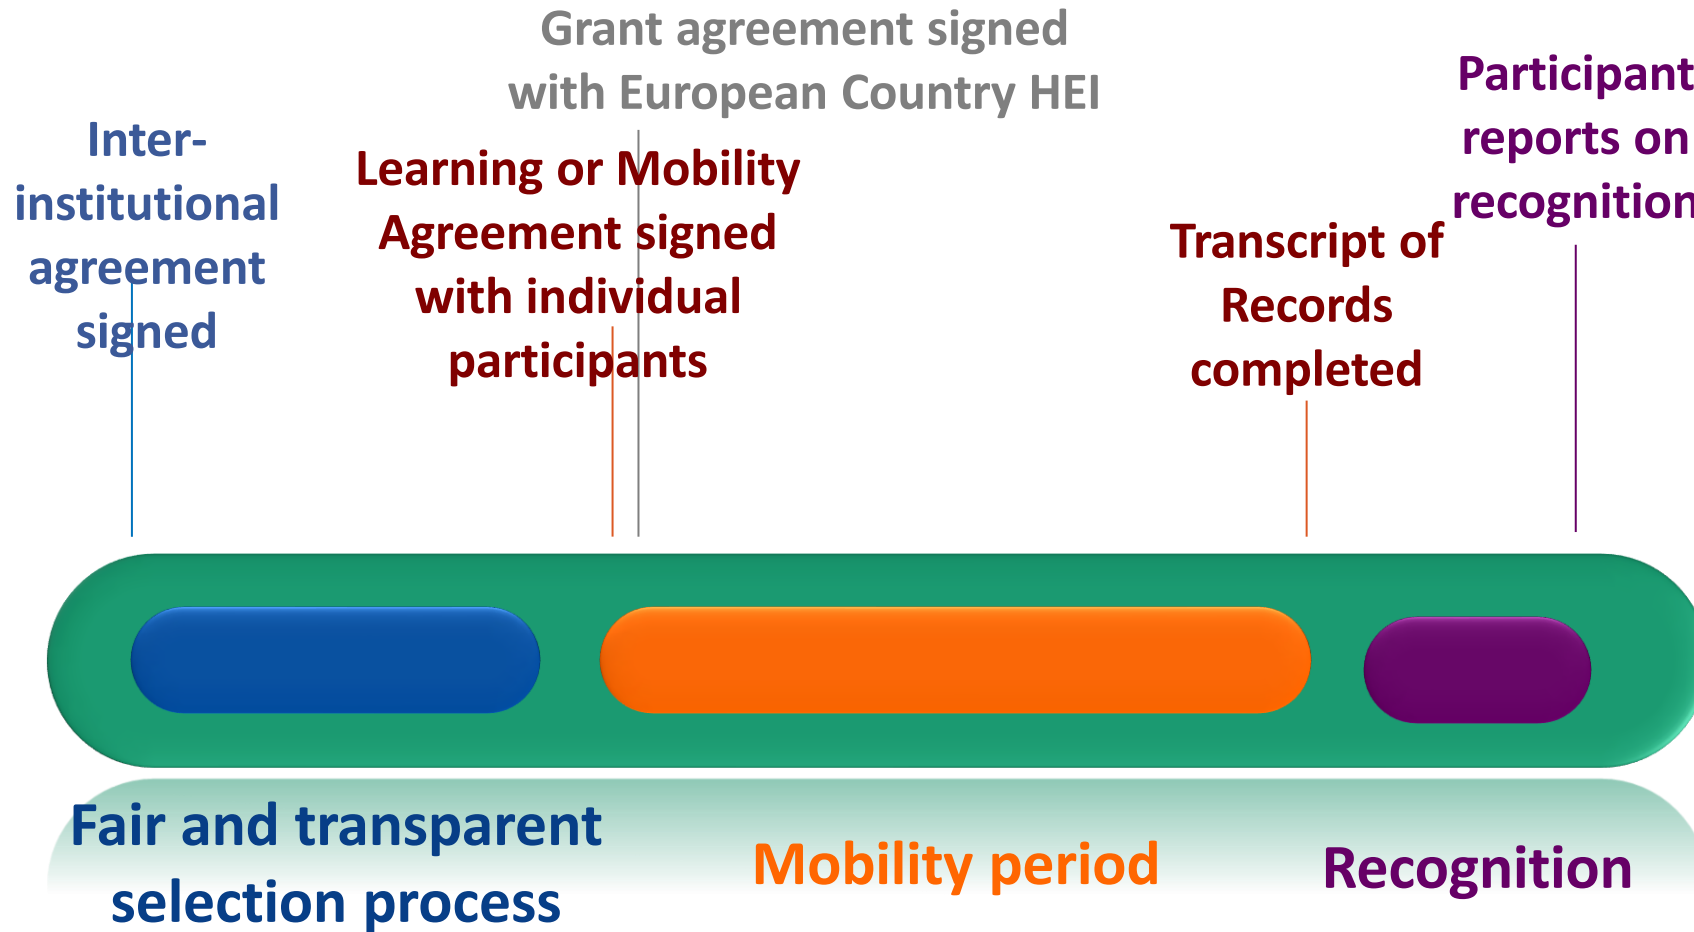 Grant agreement signed
with European Country HEI
Inter-
institutional
agreement
signed
Learning or Mobility
Agreement signed
with individual
participants
Transcript of
Records
completed
Participant
reports on
recognition
Fair and transparent
selection process
Mobility period
Recognition